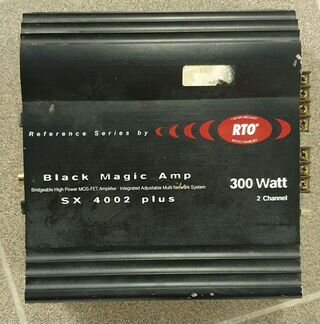 Reference Series by
RTO
Black Magic Amp
Bridgeable High Power MOS-FET Amplifier - Integrated Adjustable Multi Network System
300 Watt
SX 4002 plus
2 Channel